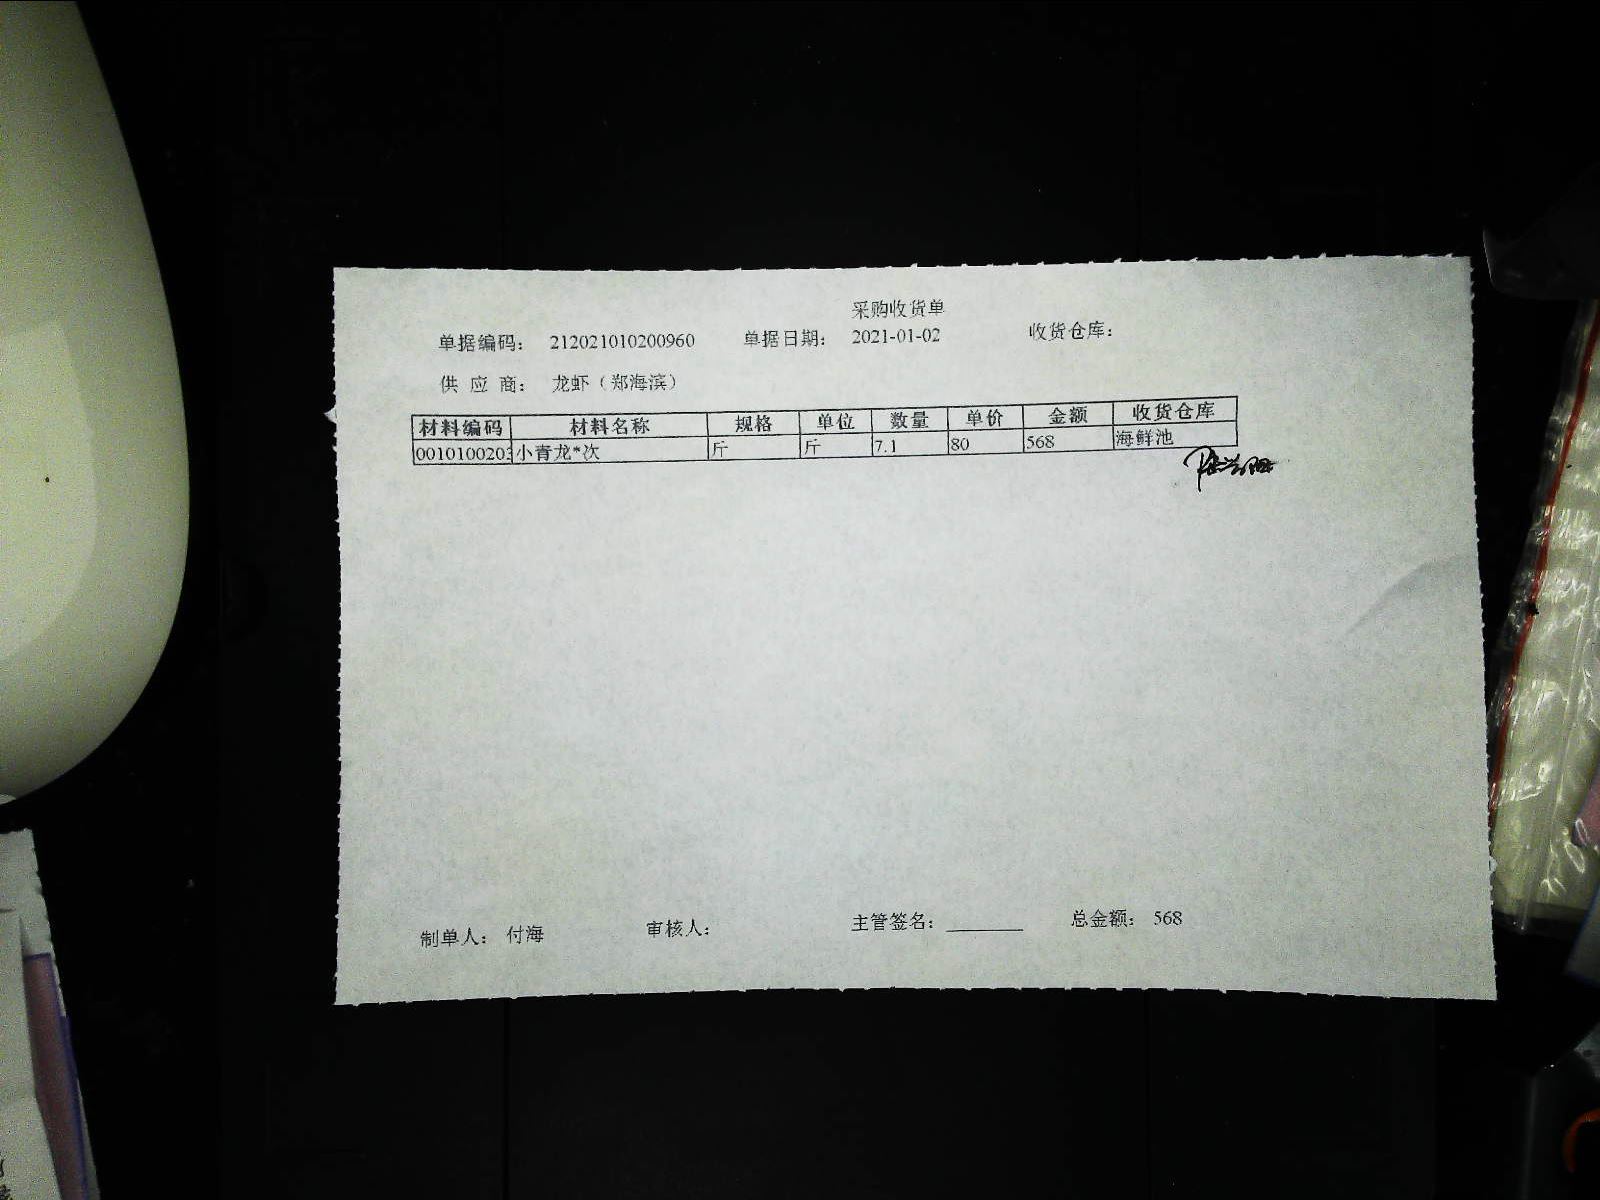 采购收货单
单据编码： 212021010200960 单据日期： 2021-01-02 收货仓库：
供 应 商： 龙虾（郑海滨）
材料编码 材料名称 规格 单位 数量 单价 金额 收货仓库
0010100203 小青龙*次 斤 斤 7.1 80 568 海鲜池
制单人： 付海 审核人： 主管签名： 总金额： 568